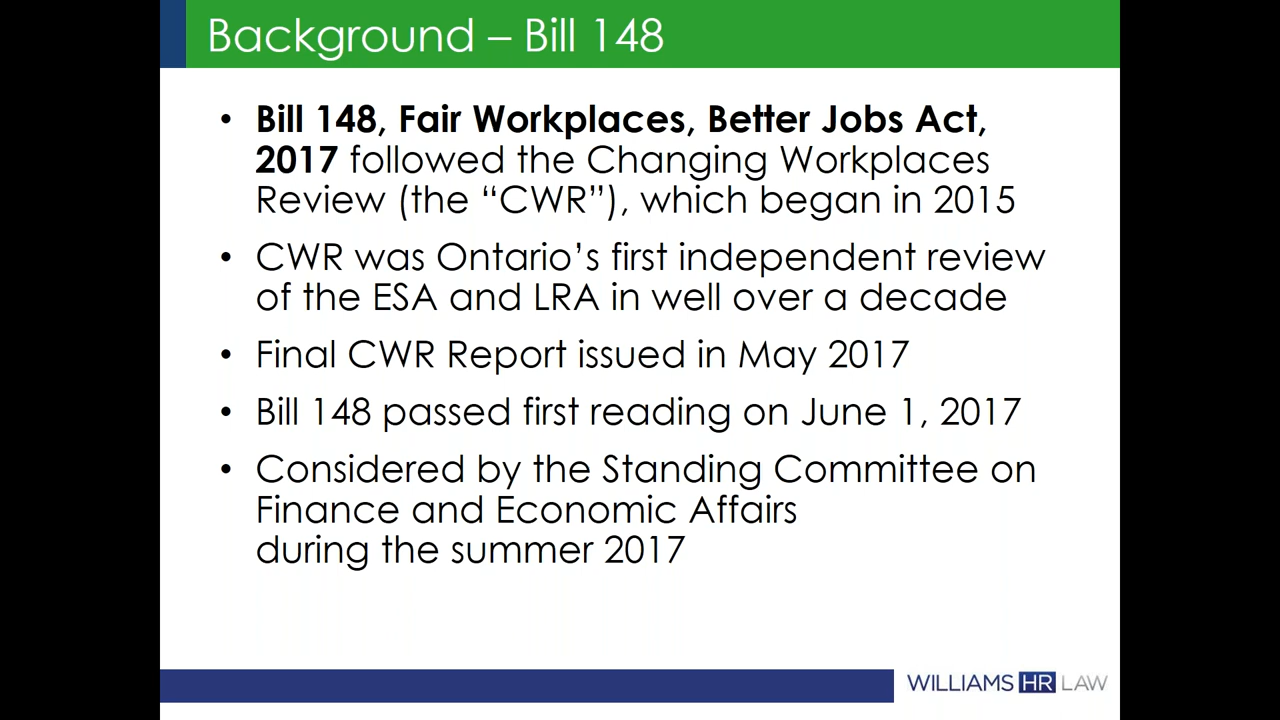 Background – Bill 148
• Bill 148, Fair Workplaces, Better Jobs Act,
2017 followed the Changing Workplaces
Review (the “CWR”), which began in 2015
• CWR was Ontario’s first independent review
of the ESA and LRA in well over a decade
• Final CWR Report issued in May 2017
• Bill 148 passed first reading on June 1, 2017
• Considered by the Standing Committee on
Finance and Economic Affairs
during the summer 2017
WILLIAMS HR LAW